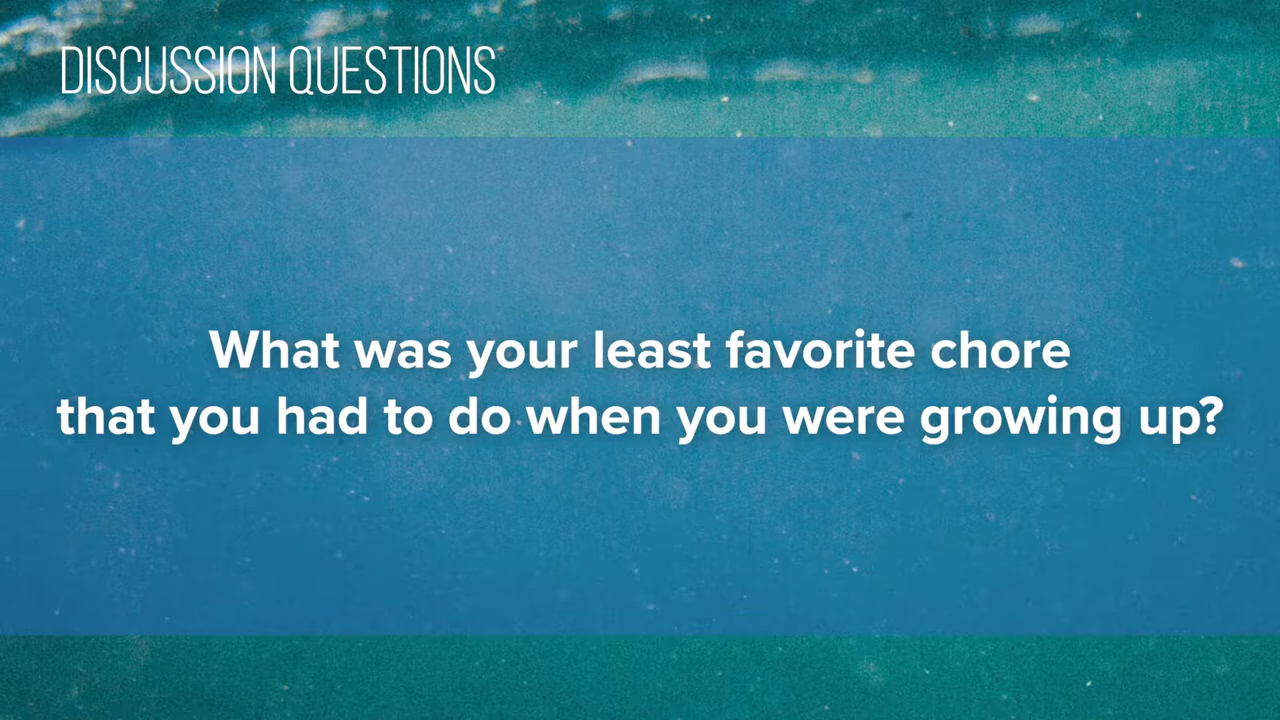 DISCUSSION QUESTIONS
What was your least favorite chore
that you had to do when you were growing up?